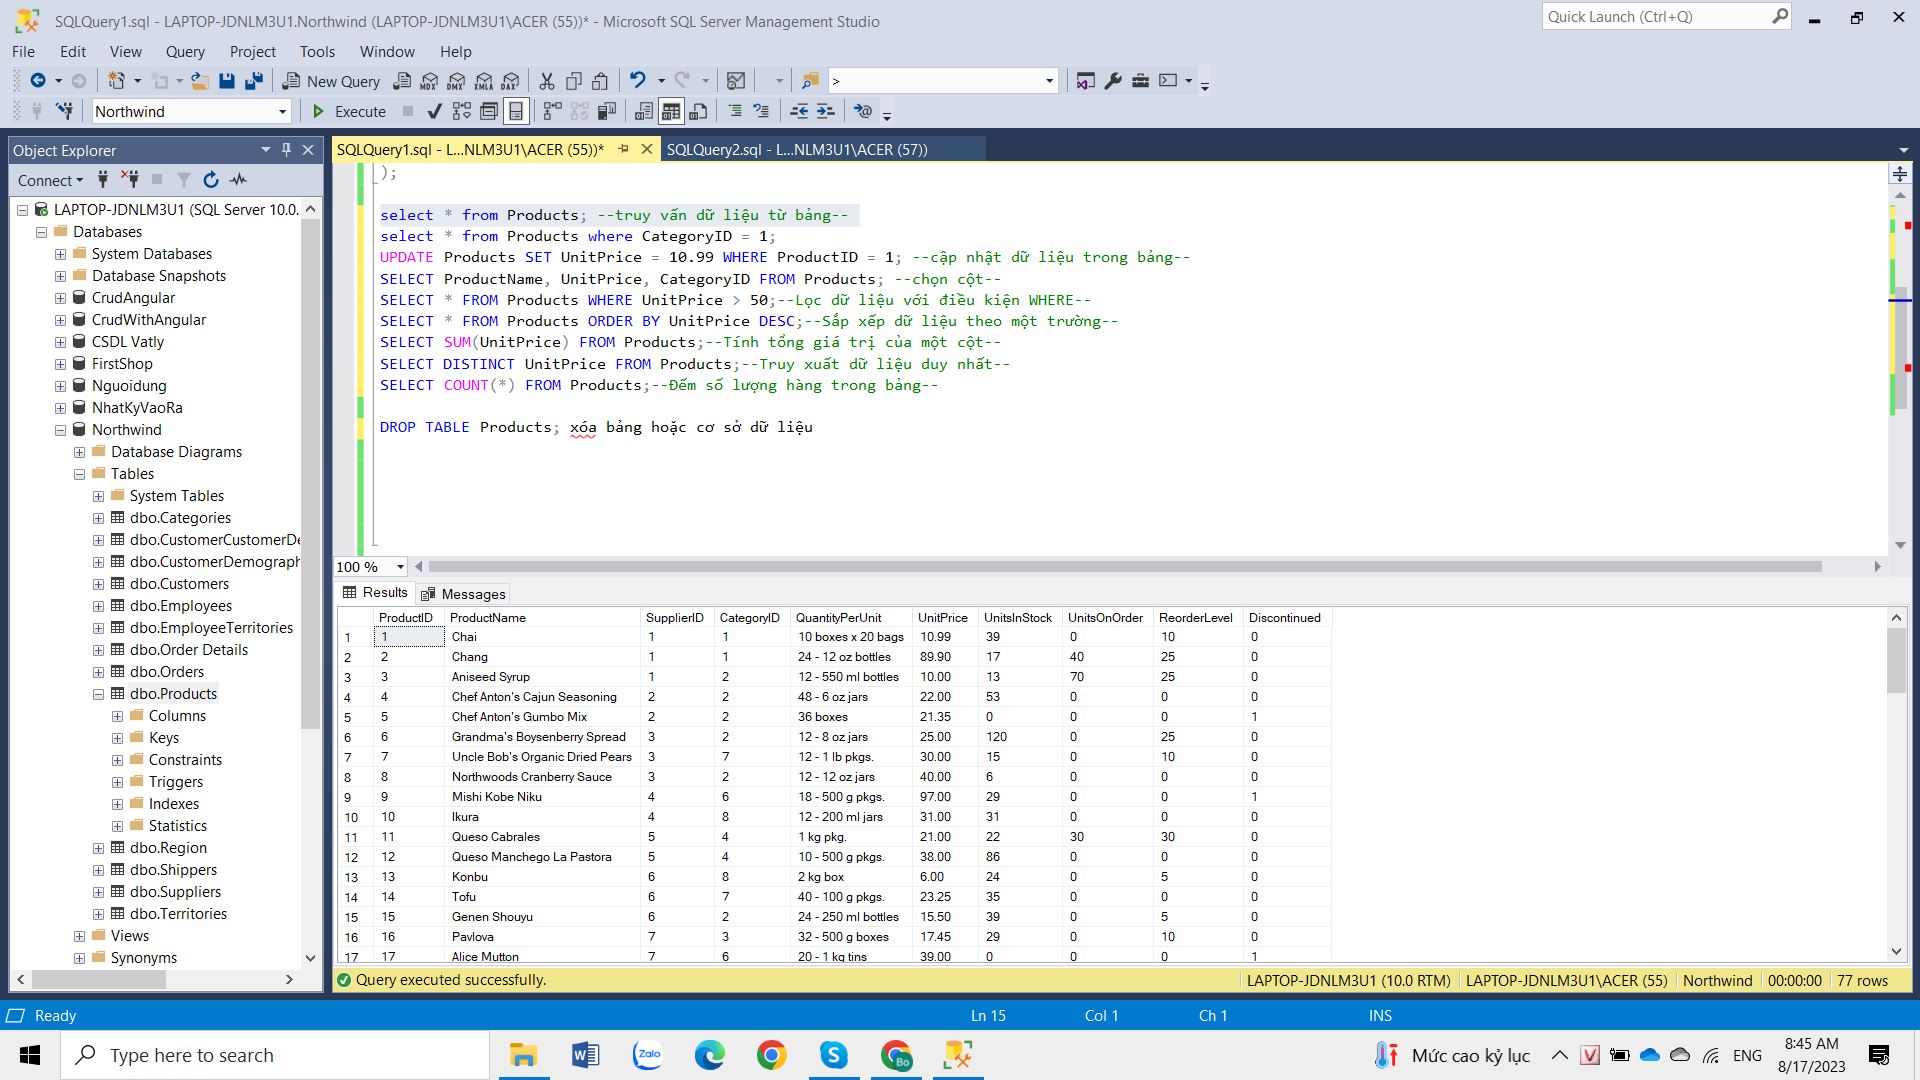 SQLQuery1.sql - LAPTOP-JDNLM3U1.Northwind (LAPTOP-JDNLM3U1\ACER (55))* - Microsoft SQL Server Management Studio
Quick Launch (Ctrl+Q)
File Edit View Query Project Tools Window Help
New Query MDX DMX XMLA DAX >
Northwind Execute
Object Explorer
SQLQuery1.sql - L...NLM3U1\ACER (55))* SQLQuery2.sql - L...NLM3U1\ACER (57))
Connect
LAPTOP-JDNLM3U1 (SQL Server 10.0.
Databases
System Databases
Database Snapshots
CrudAngular
CrudWithAngular
CSDL Vatly
FirstShop
Nguoidung
NhatKyVaoRa
Northwind
Database Diagrams
Tables
System Tables
dbo.Categories
dbo.CustomerCustomerDe
dbo.CustomerDemograph
dbo.Customers
dbo.Employees
dbo.EmployeeTerritories
dbo.Order Details
dbo.Orders
dbo.Products
Columns
Keys
Constraints
Triggers
Indexes
Statistics
dbo.Region
dbo.Shippers
dbo.Suppliers
dbo.Territories
Views
Synonyms
);
select * from Products; --truy vấn dữ liệu từ bảng--
select * from Products where CategoryID = 1;
UPDATE Products SET UnitPrice = 10.99 WHERE ProductID = 1; --cập nhật dữ liệu trong bảng--
SELECT ProductName, UnitPrice, CategoryID FROM Products; --chọn cột--
SELECT * FROM Products WHERE UnitPrice > 50;--Lọc dữ liệu với điều kiện WHERE--
SELECT * FROM Products ORDER BY UnitPrice DESC;--Sắp xếp dữ liệu theo một trường--
SELECT SUM(UnitPrice) FROM Products;--Tính tổng giá trị của một cột--
SELECT DISTINCT UnitPrice FROM Products;--Truy xuất dữ liệu duy nhất--
SELECT COUNT(*) FROM Products;--Đếm số lượng hàng trong bảng--
DROP TABLE Products; xóa bảng hoặc cơ sở dữ liệu
100 %
Results Messages
ProductID ProductName SupplierID CategoryID QuantityPerUnit UnitPrice UnitsInStock UnitsOnOrder ReorderLevel Discontinued
1 1 Chai 1 1 10 boxes x 20 bags 10.99 39 0 10 0
2 2 Chang 1 1 24 - 12 oz bottles 89.90 17 40 25 0
3 3 Aniseed Syrup 1 2 12 - 550 ml bottles 10.00 13 70 25 0
4 4 Chef Anton's Cajun Seasoning 2 2 48 - 6 oz jars 22.00 53 0 0 0
5 5 Chef Anton's Gumbo Mix 2 2 36 boxes 21.35 0 0 0 1
6 6 Grandma's Boysenberry Spread 3 2 12 - 8 oz jars 25.00 120 0 25 0
7 7 Uncle Bob's Organic Dried Pears 3 7 12 - 1 lb pkgs. 30.00 15 0 10 0
8 8 Northwoods Cranberry Sauce 3 2 12 - 12 oz jars 40.00 6 0 0 0
9 9 Mishi Kobe Niku 4 6 18 - 500 g pkgs. 97.00 29 0 0 1
10 10 Ikura 4 8 12 - 200 ml jars 31.00 31 0 0 0
11 11 Queso Cabrales 5 4 1 kg pkg. 21.00 22 30 30 0
12 12 Queso Manchego La Pastora 5 4 10 - 500 g pkgs. 38.00 86 0 0 0
13 13 Konbu 6 8 2 kg box 6.00 24 0 5 0
14 14 Tofu 6 7 40 - 100 g pkgs. 23.25 35 0 0 0
15 15 Genen Shouyu 6 2 24 - 250 ml bottles 15.50 39 0 5 0
16 16 Pavlova 7 3 32 - 500 g boxes 17.45 29 0 10 0
17 17 Alice Mutton 7 6 20 - 1 kg tins 39.00 0 0 0 1
Query executed successfully. LAPTOP-JDNLM3U1 (10.0 RTM) LAPTOP-JDNLM3U1\ACER (55) Northwind 00:00:00 77 rows
Ready Ln 15 Col 1 Ch 1 INS
Type here to search
Zalo
Bo
Mức cao kỷ lục
ENG
8:45 AM
8/17/2023